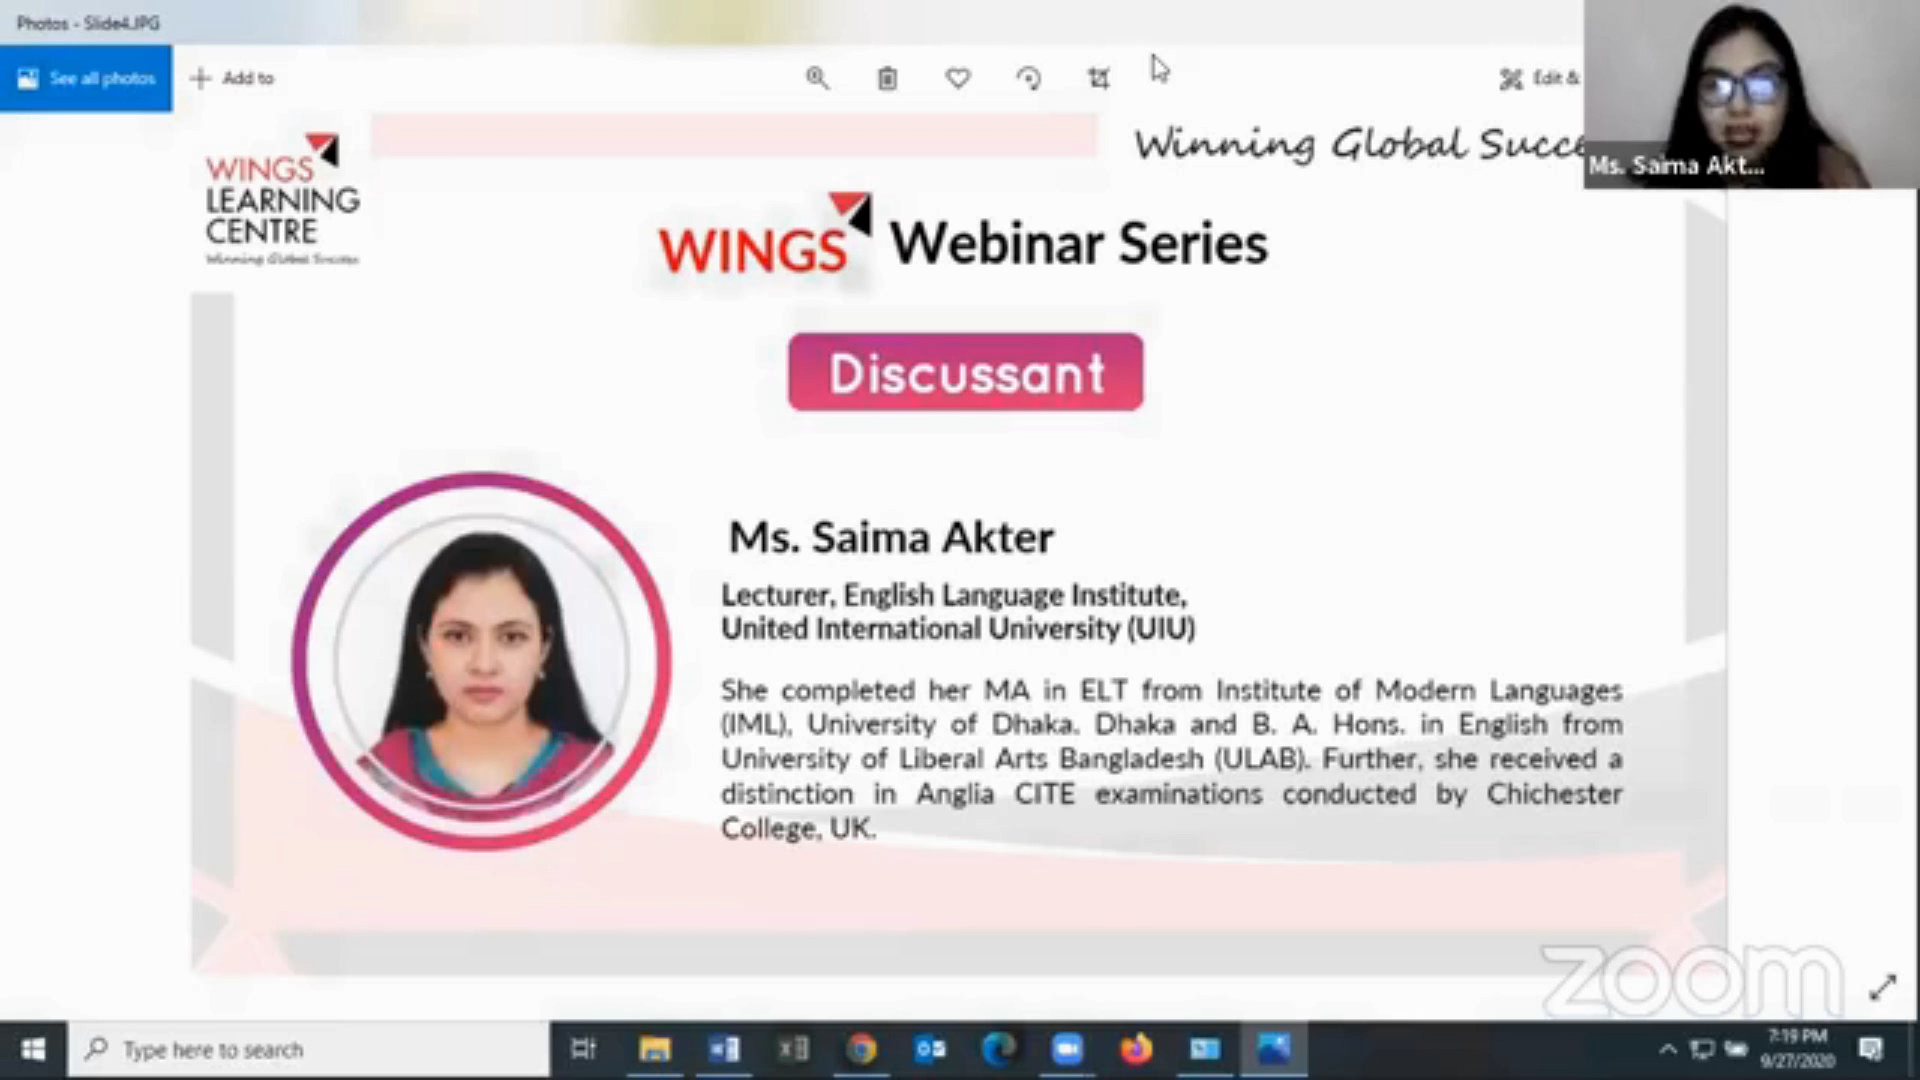 Photos - Slide4.JPG
See all photos
Add to
Edit &
Winning Global Succe
Ms. Saima Akt...
WINGS
LEARNING
CENTRE
Winning Global Success
WINGS Webinar Series
Discussant
Ms. Saima Akter
Lecturer, English Language Institute,
United International University (UIU)
She completed her MA in ELT from Institute of Modern Languages
(IML), University of Dhaka. Dhaka and B. A. Hons. in English from
University of Liberal Arts Bangladesh (ULAB). Further, she received a
distinction in Anglia CITE examinations conducted by Chichester
College, UK.
zoom
Type here to search
7:19 PM
9/27/2020